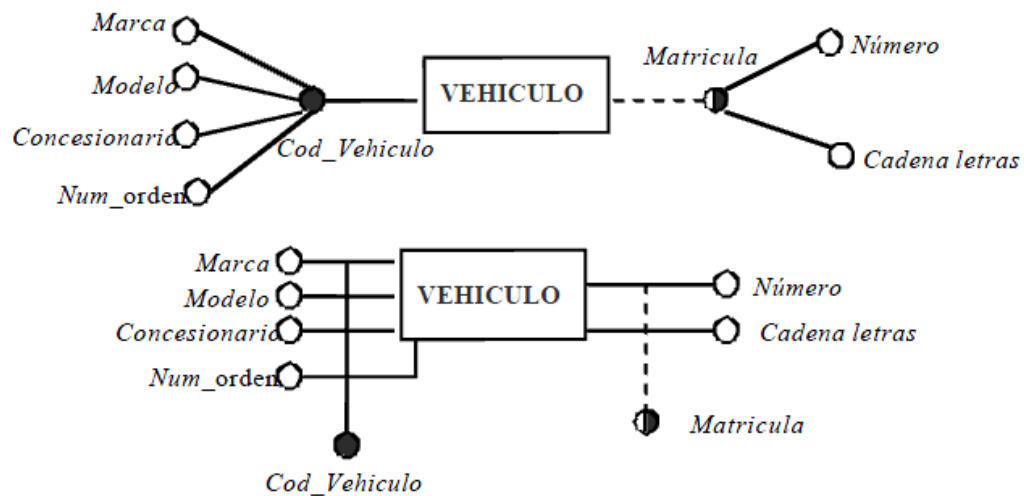 Marca
Modelo
Concesionario
Num_orden
Cod_Vehiculo
VEHICULO
Matricula
Número
Cadena letras
Marca
Modelo
Concesionario
Num_orden
Cod_Vehiculo
VEHICULO
Número
Cadena letras
Matricula